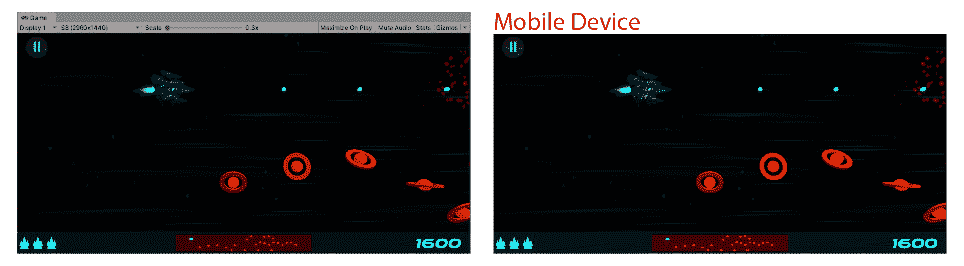 Game
Display 1 S8 (2960x1440) Scale 0.3x Maximize On Play Mute Audio Stats Gizmos
1600
Mobile Device
1600